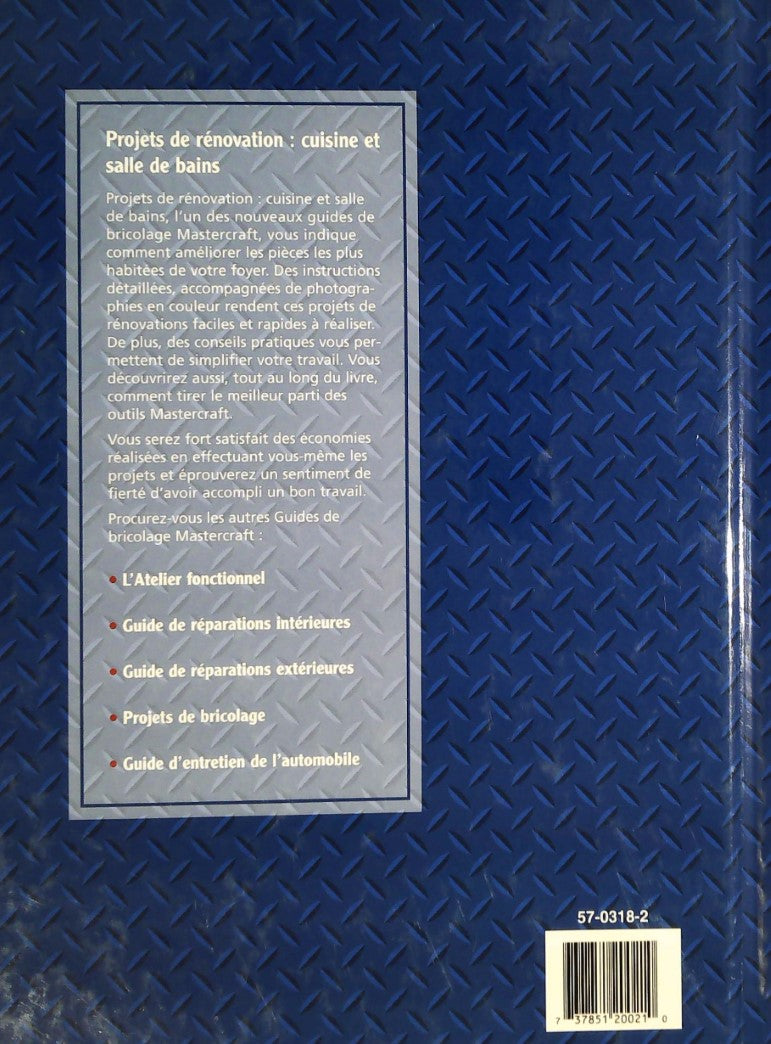 Projets de rénovation : cuisine et
salle de bains
Projets de rénovation : cuisine et salle
de bains, l'un des nouveaux guides de
bricolage Mastercraft, vous indique
comment améliorer les pièces les plus
habitées de votre foyer. Des instructions
détaillées, accompagnées de photogra-
phies en couleur rendent ces projets de
rénovations faciles et rapides à réaliser.
De plus, des conseils pratiques vous per-
mettent de simplifier votre travail. Vous
découvrirez aussi, tout au long du livre,
comment tirer le meilleur parti des
outils Mastercraft.
Vous serez fort satisfait des économies
réalisées en effectuant vous-même les
projets et éprouverez un sentiment de
fierté d'avoir accompli un bon travail.
Procurez-vous les autres Guides de
bricolage Mastercraft :
• L'Atelier fonctionnel
• Guide de réparations intérieures
• Guide de réparations extérieures
• Projets de bricolage
• Guide d'entretien de l'automobile
57-0318-2
7 37851 20021 0